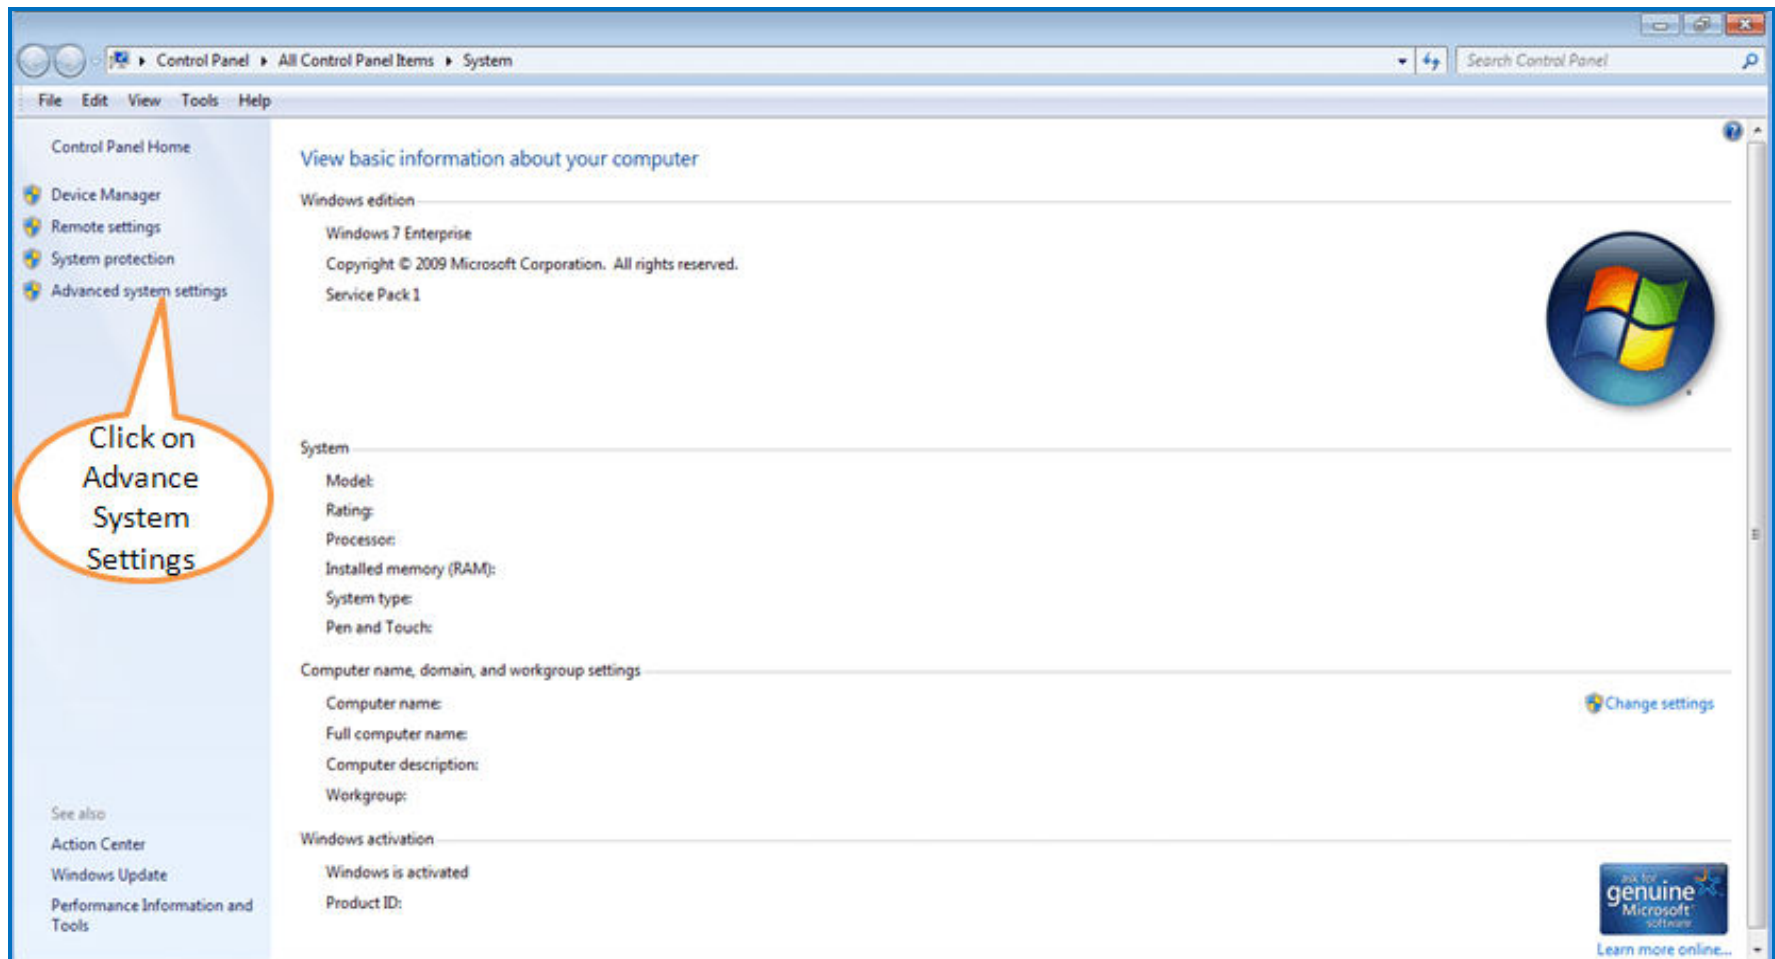 Control Panel All Control Panel Items System
Search Control Panel
File Edit View Tools Help
Control Panel Home
Device Manager
Remote settings
System protection
Advanced system settings
Click on
Advance
System
Settings
See also
Action Center
Windows Update
Performance Information and
Tools
View basic information about your computer
Windows edition
Windows 7 Enterprise
Copyright © 2009 Microsoft Corporation. All rights reserved.
Service Pack 1
System
Model:
Rating:
Processor:
Installed memory (RAM):
System type:
Pen and Touch:
Computer name, domain, and workgroup settings
Computer name:
Change settings
Full computer name:
Computer description:
Workgroup:
Windows activation
Windows is activated
Product ID:
ask for
genuine
Microsoft
software
Learn more online...